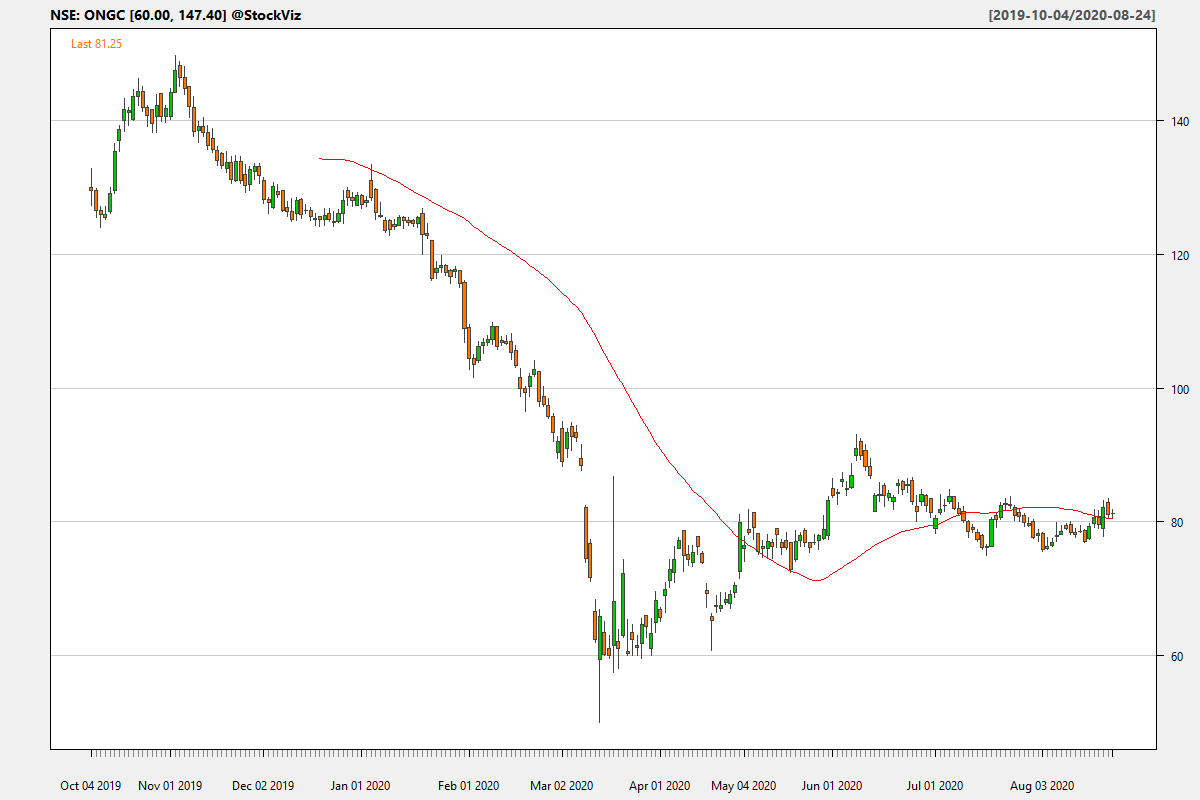 NSE: ONGC [60.00, 147.40] @StockViz [2019-10-04/2020-08-24]
Last 81.25
140
120
100
80
60
Oct 04 2019 Nov 01 2019 Dec 02 2019 Jan 01 2020 Feb 01 2020 Mar 02 2020 Apr 01 2020 May 04 2020 Jun 01 2020 Jul 01 2020 Aug 03 2020